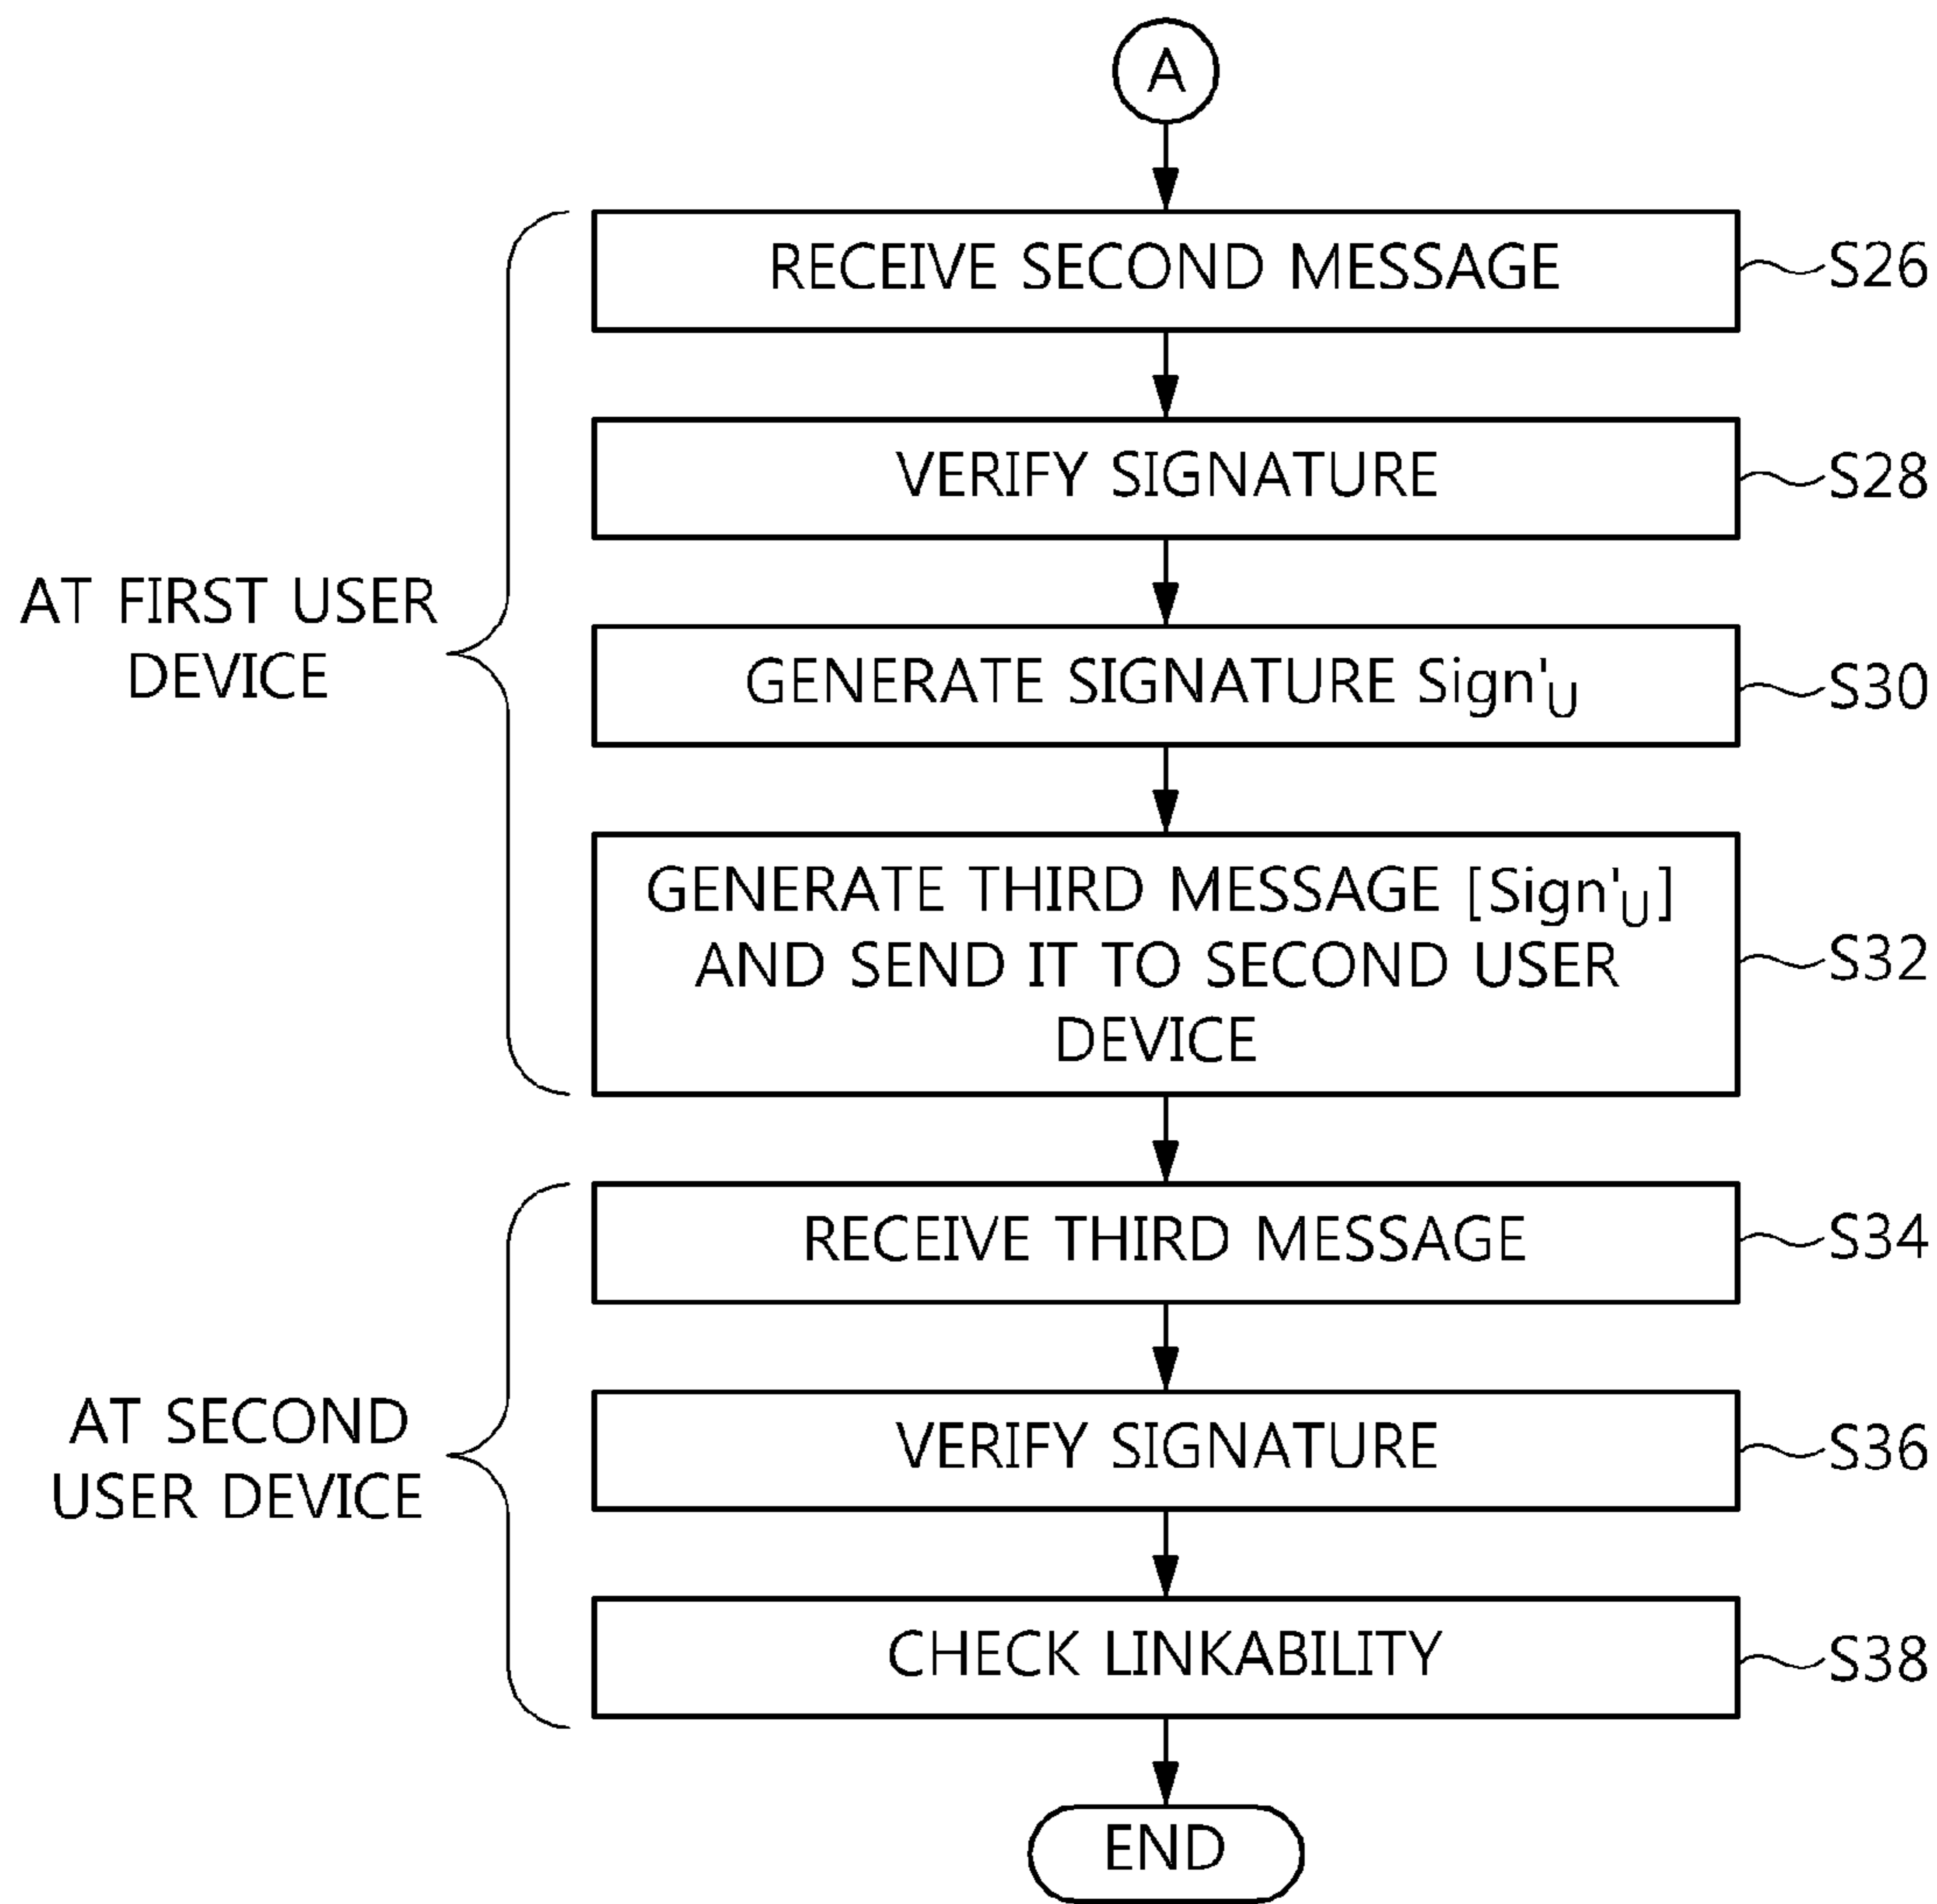 A
RECEIVE SECOND MESSAGE
S26
VERIFY SIGNATURE
S28
AT FIRST USER
DEVICE
GENERATE SIGNATURE Sign'U
S30
GENERATE THIRD MESSAGE [Sign'U]
AND SEND IT TO SECOND USER
DEVICE
S32
RECEIVE THIRD MESSAGE
S34
AT SECOND
USER DEVICE
VERIFY SIGNATURE
S36
CHECK LINKABILITY
S38
END